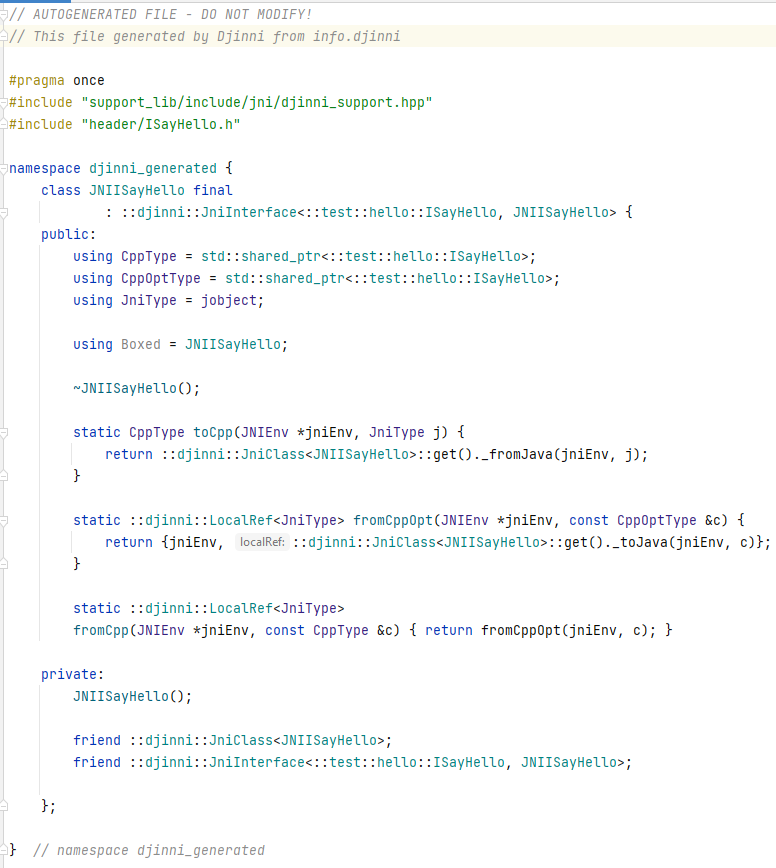 // AUTOGENERATED FILE - DO NOT MODIFY!
// This file generated by Djinni from info.djinni
#pragma once
#include "support_lib/include/jni/djinni_support.hpp"
#include "header/ISayHello.h"
namespace djinni_generated {
class JNIISayHello final
: ::djinni::JniInterface<::test::hello::ISayHello, JNIISayHello> {
public:
using CppType = std::shared_ptr<::test::hello::ISayHello>;
using CppOptType = std::shared_ptr<::test::hello::ISayHello>;
using JniType = jobject;
using Boxed = JNIISayHello;
~JNIISayHello();
static CppType toCpp(JNIEnv *jniEnv, JniType j) {
return ::djinni::JniClass<JNIISayHello>::get()._fromJava(jniEnv, j);
}
static ::djinni::LocalRef<JniType> fromCppOpt(JNIEnv *jniEnv, const CppOptType &c) {
return {jniEnv, localRef: ::djinni::JniClass<JNIISayHello>::get()._toJava(jniEnv, c)};
}
static ::djinni::LocalRef<JniType>
fromCpp(JNIEnv *jniEnv, const CppType &c) { return fromCppOpt(jniEnv, c); }
private:
JNIISayHello();
friend ::djinni::JniClass<JNIISayHello>;
friend ::djinni::JniInterface<::test::hello::ISayHello, JNIISayHello>;
};
} // namespace djinni_generated